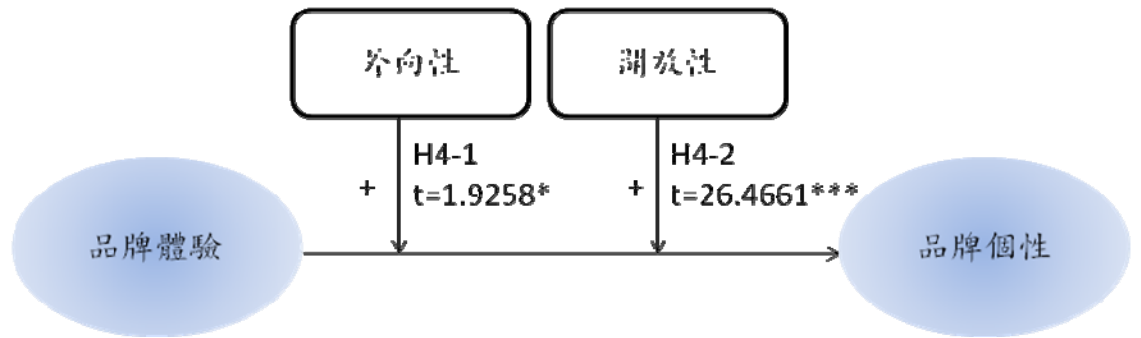 外向性
開放性
H4-1
+
t=1.9258*
H4-2
+
t=26.4661***
品牌體驗
品牌個性